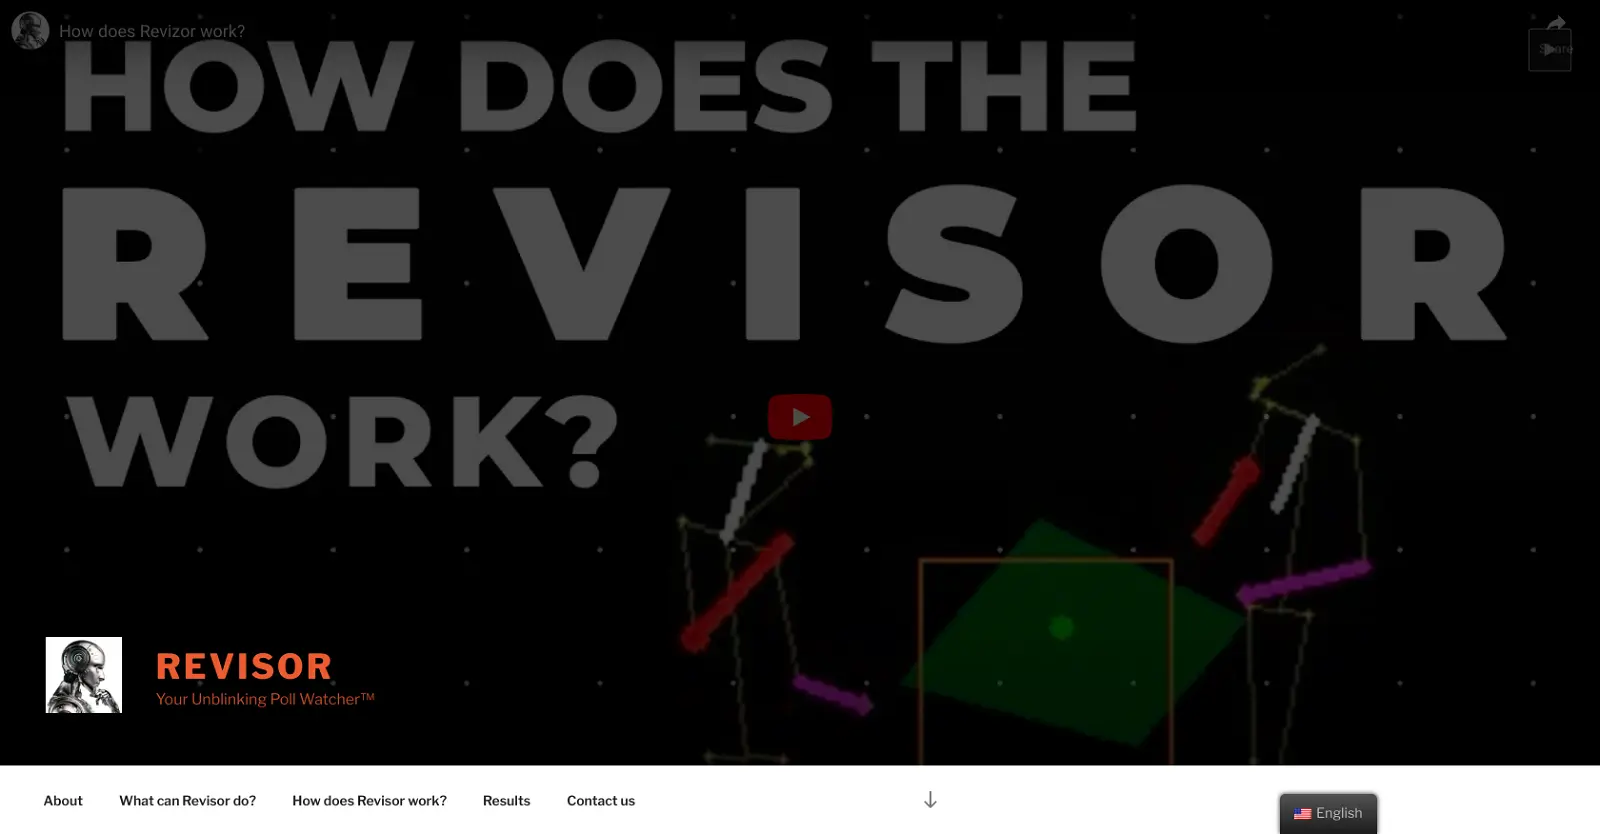 How does Revizor work?
Share
HOW DOES THE
REVISOR
WORK?
REVISOR
Your Unblinking Poll Watcher™
About
What can Revisor do?
How does Revisor work?
Results
Contact us
English